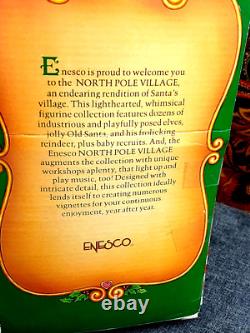 Enesco is proud to welcome you
to the NORTH POLE VILLAGE,
an endearing rendition of Santa's
village. This lighthearted, whimsical
figurine collection features dozens of
industrious and playfully posed elves,
jolly Old Santa, and his frolicking
reindeer, plus baby recruits. And, the
Enesco NORTH POLE VILLAGE
augments the collection with unique
workshops aplenty, that light up and
play music, too! Designed with
intricate detail, this collection ideally
lends itself to creating numerous
vignettes for your continuous
enjoyment, year after year.
ENESCO